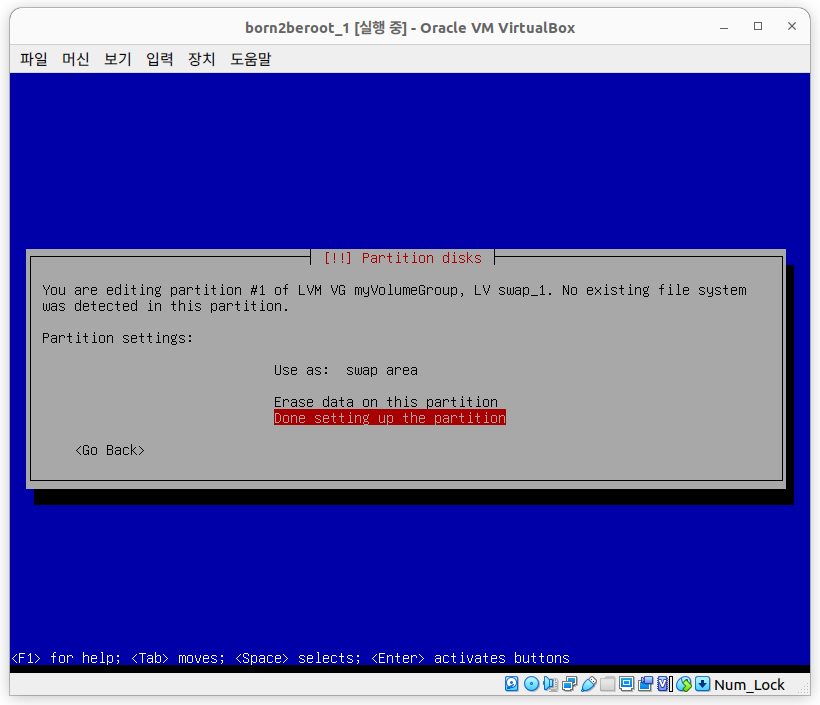 born2beroot_1 [실행 중] - Oracle VM VirtualBox
파일 머신 보기 입력 장치 도움말
[!!] Partition disks
You are editing partition #1 of LVM VG myVolumeGroup, LV swap_1. No existing file system
was detected in this partition.
Partition settings:
Use as: swap area
Erase data on this partition
Done setting up the partition
<Go Back>
<F1> for help; <Tab> moves; <Space> selects; <Enter> activates buttons
Num_Lock